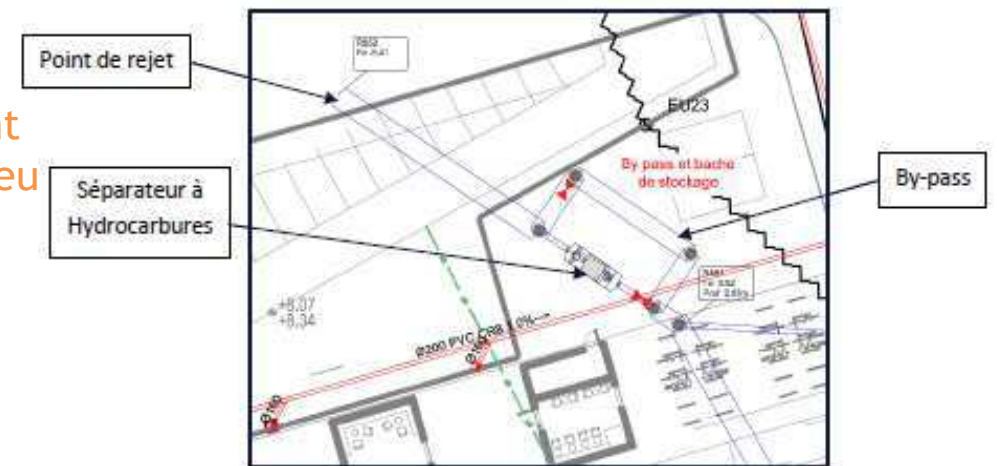 Point de rejet
nt
eu
Séparateur à
Hydrocarbures
By-pass
EU23
By pass et bache
de stockage
+8,07
+8,34
Ø200 PVC CR8